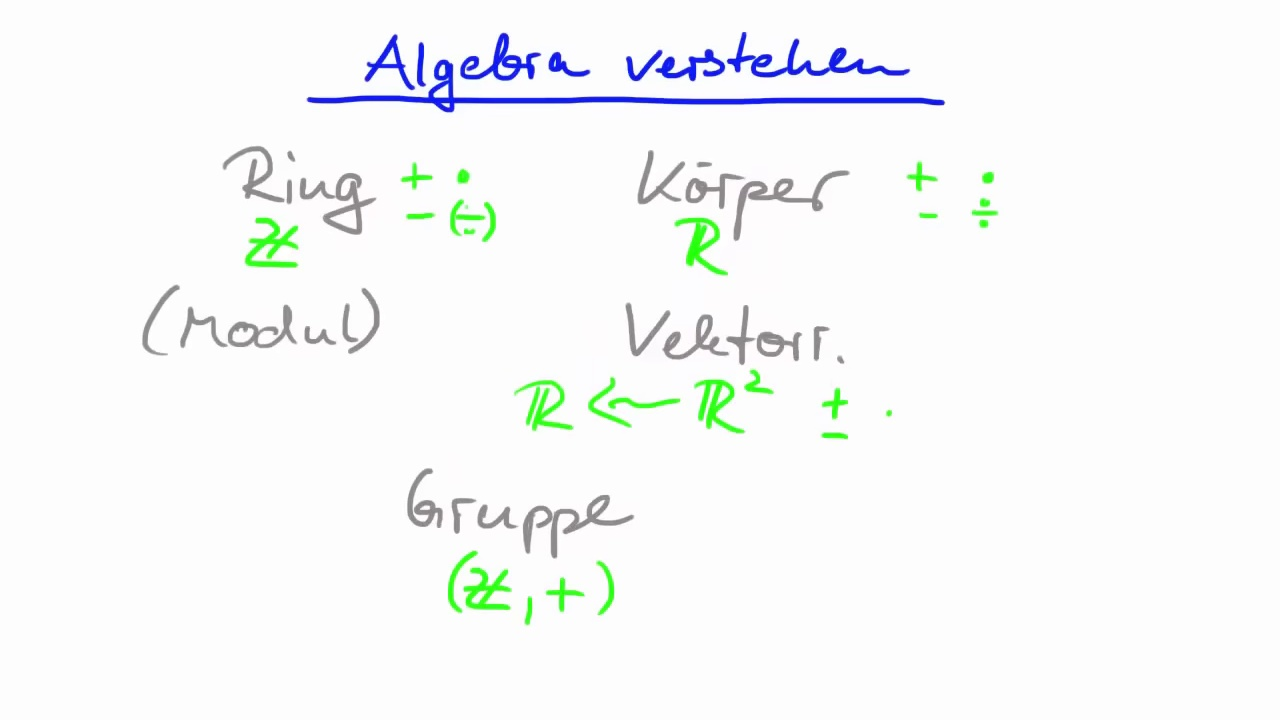 Algebra verstehen
Ring + · Körper + ·
− (÷) − ÷
ℤ ℝ
(Modul) Vektorr.
ℝ ← ℝ² ± ·
Gruppe
(ℤ, +)